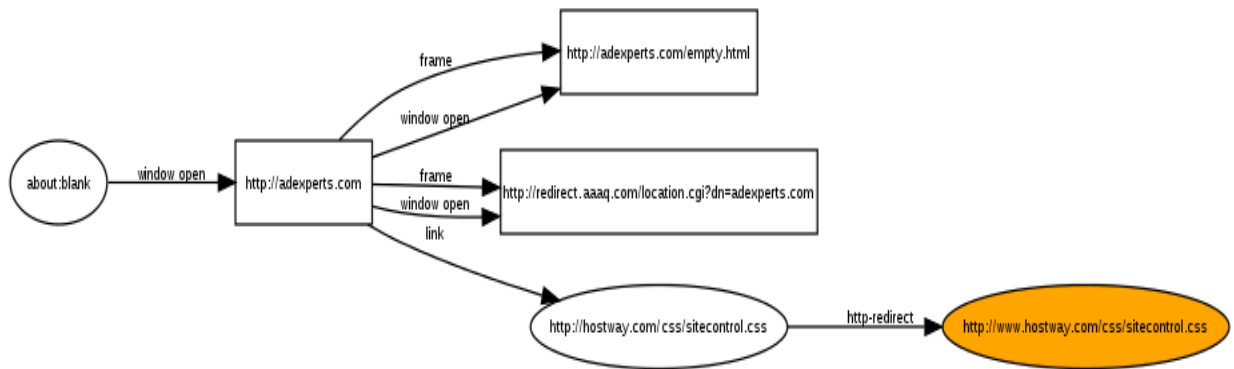 frame
http://adexperts.com/empty.html
window open
about:blank
window open
http://adexperts.com
frame
http://redirect.aaaq.com/location.cgi?dn=adexperts.com
window open
link
http://hostway.com/css/sitecontrol.css
http-redirect
http://www.hostway.com/css/sitecontrol.css